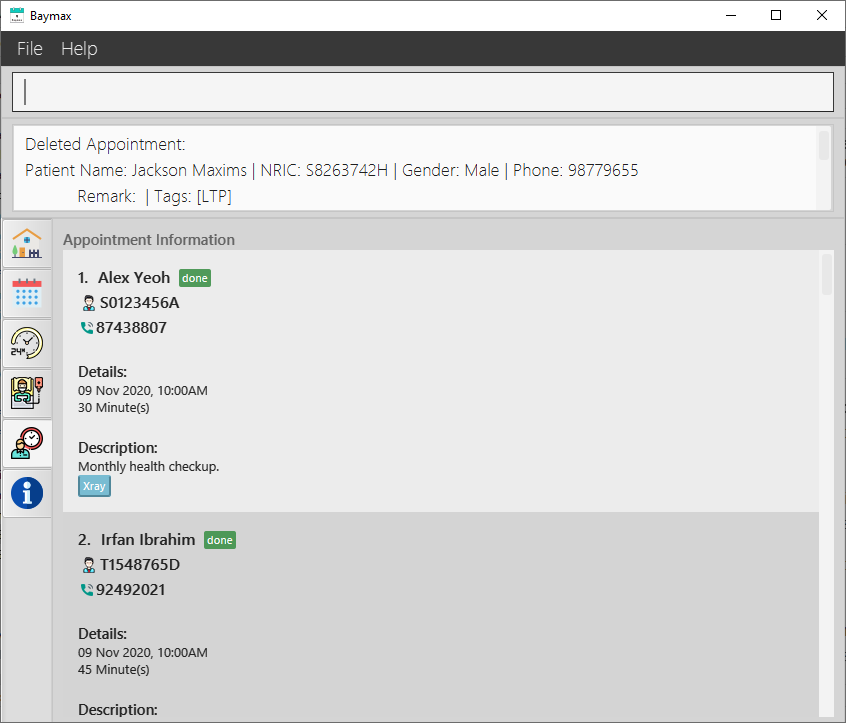 Baymax
File Help
Deleted Appointment:
Patient Name: Jackson Maxims | NRIC: S8263742H | Gender: Male | Phone: 98779655
Remark: | Tags: [LTP]
Appointment Information
1. Alex Yeoh done
S0123456A
87438807
Details:
09 Nov 2020, 10:00AM
30 Minute(s)
Description:
Monthly health checkup.
Xray
2. Irfan Ibrahim done
T1548765D
92492021
Details:
09 Nov 2020, 10:00AM
45 Minute(s)
Description:
24H